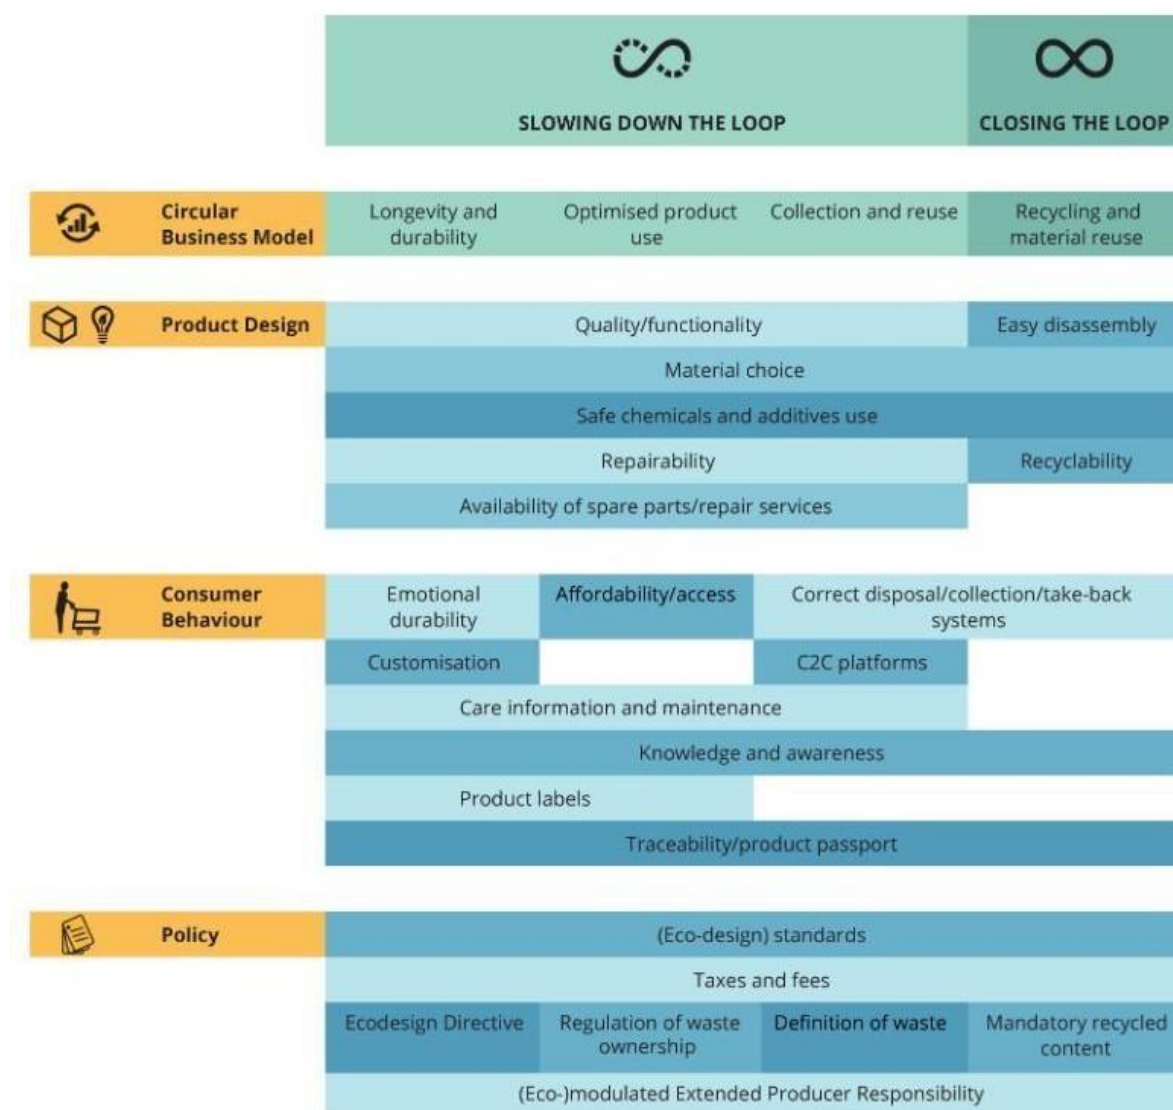 SLOWING DOWN THE LOOP
CLOSING THE LOOP
Circular
Business Model
Longevity and
durability
Optimised product
use
Collection and reuse
Recycling and
material reuse
Product Design
Quality/functionality
Easy disassembly
Material choice
Safe chemicals and additives use
Repairability
Recyclability
Availability of spare parts/repair services
Consumer
Behaviour
Emotional
durability
Affordability/access
Correct disposal/collection/take-back
systems
Customisation
C2C platforms
Care information and maintenance
Knowledge and awareness
Product labels
Traceability/product passport
Policy
(Eco-design) standards
Taxes and fees
Ecodesign Directive
Regulation of waste
ownership
Definition of waste
Mandatory recycled
content
(Eco-)modulated Extended Producer Responsibility